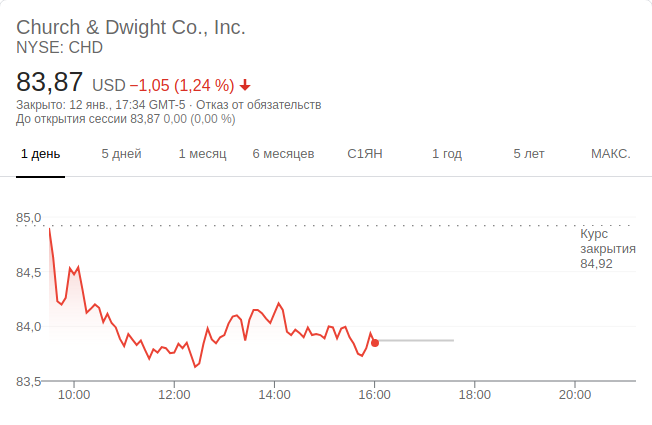 Church & Dwight Co., Inc.
NYSE: CHD
83,87 USD −1,05 (1,24 %)
Закрыто: 12 янв., 17:34 GMT-5 · Отказ от обязательств
До открытия сессии 83,87 0,00 (0,00 %)
1 день 5 дней 1 месяц 6 месяцев С1ЯН 1 год 5 лет МАКС.
85,0
Курс
закрытия
84,92
84,5
84,0
83,5
10:00 12:00 14:00 16:00 18:00 20:00